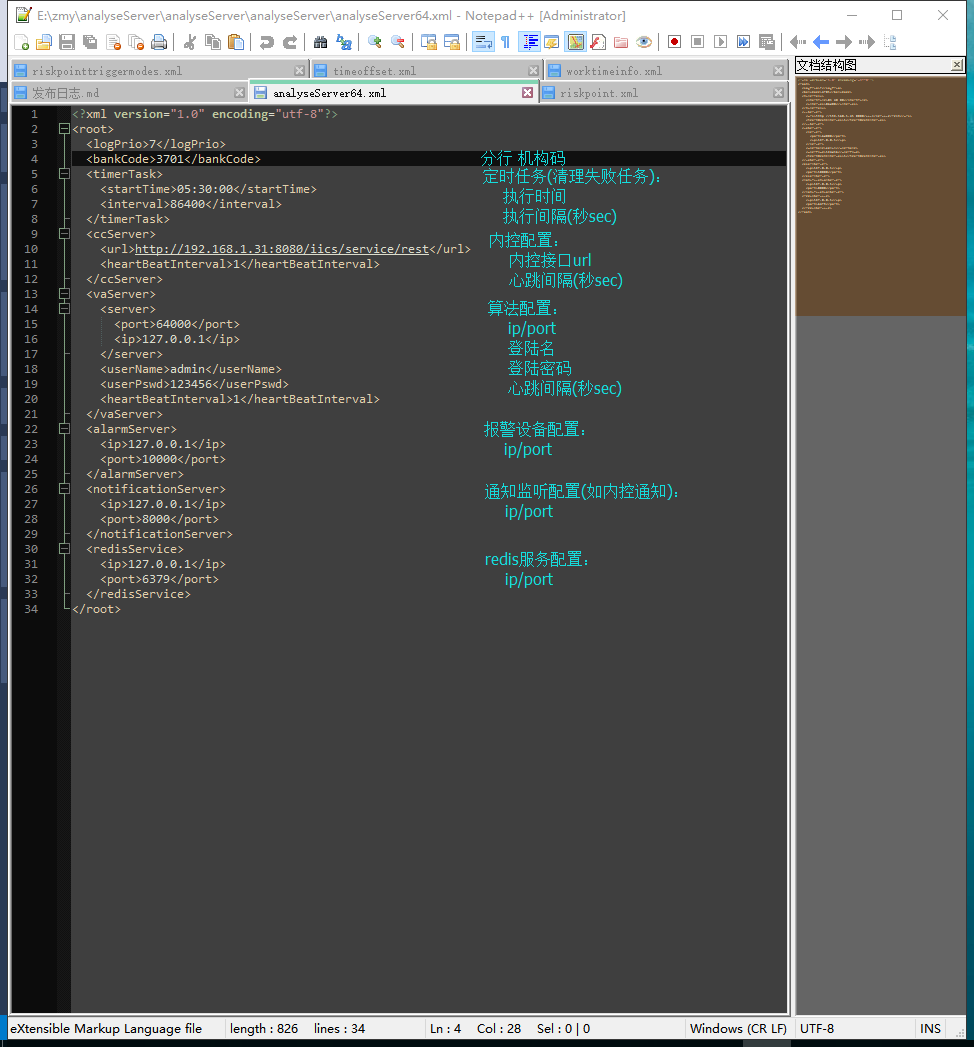 E:\zmy\analyseServer\analyseServer\analyseServer\analyseServer64.xml - Notepad++ [Administrator]
riskpointtriggermodes.xml
timeoffset.xml
worktimeinfo.xml
文档结构图
发布日志.md
analyseServer64.xml
riskpoint.xml
1 <?xml version="1.0" encoding="utf-8"?>
2 <root>
3 <logPrio>7</logPrio>
4 <bankCode>3701</bankCode> 分行 机构码
5 <timerTask> 定时任务(清理失败任务):
6 <startTime>05:30:00</startTime> 执行时间
7 <interval>86400</interval> 执行间隔(秒sec)
8 </timerTask>
9 <ccServer> 内控配置:
10 <url>http://192.168.1.31:8080/iics/service/rest</url> 内控接口url
11 <heartBeatInterval>1</heartBeatInterval> 心跳间隔(秒sec)
12 </ccServer>
13 <vaServer>
14 <server> 算法配置:
15 <port>64000</port> ip/port
16 <ip>127.0.0.1</ip> 登陆名
17 </server>
18 <userName>admin</userName> 登陆密码
19 <userPswd>123456</userPswd> 心跳间隔(秒sec)
20 <heartBeatInterval>1</heartBeatInterval>
21 </vaServer>
22 <alarmServer> 报警设备配置:
23 <ip>127.0.0.1</ip> ip/port
24 <port>10000</port>
25 </alarmServer>
26 <notificationServer> 通知监听配置(如内控通知):
27 <ip>127.0.0.1</ip> ip/port
28 <port>8000</port>
29 </notificationServer>
30 <redisService> redis服务配置:
31 <ip>127.0.0.1</ip> ip/port
32 <port>6379</port>
33 </redisService>
34 </root>
eXtensible Markup Language file length : 826 lines : 34 Ln : 4 Col : 28 Sel : 0 | 0 Windows (CR LF) UTF-8 INS